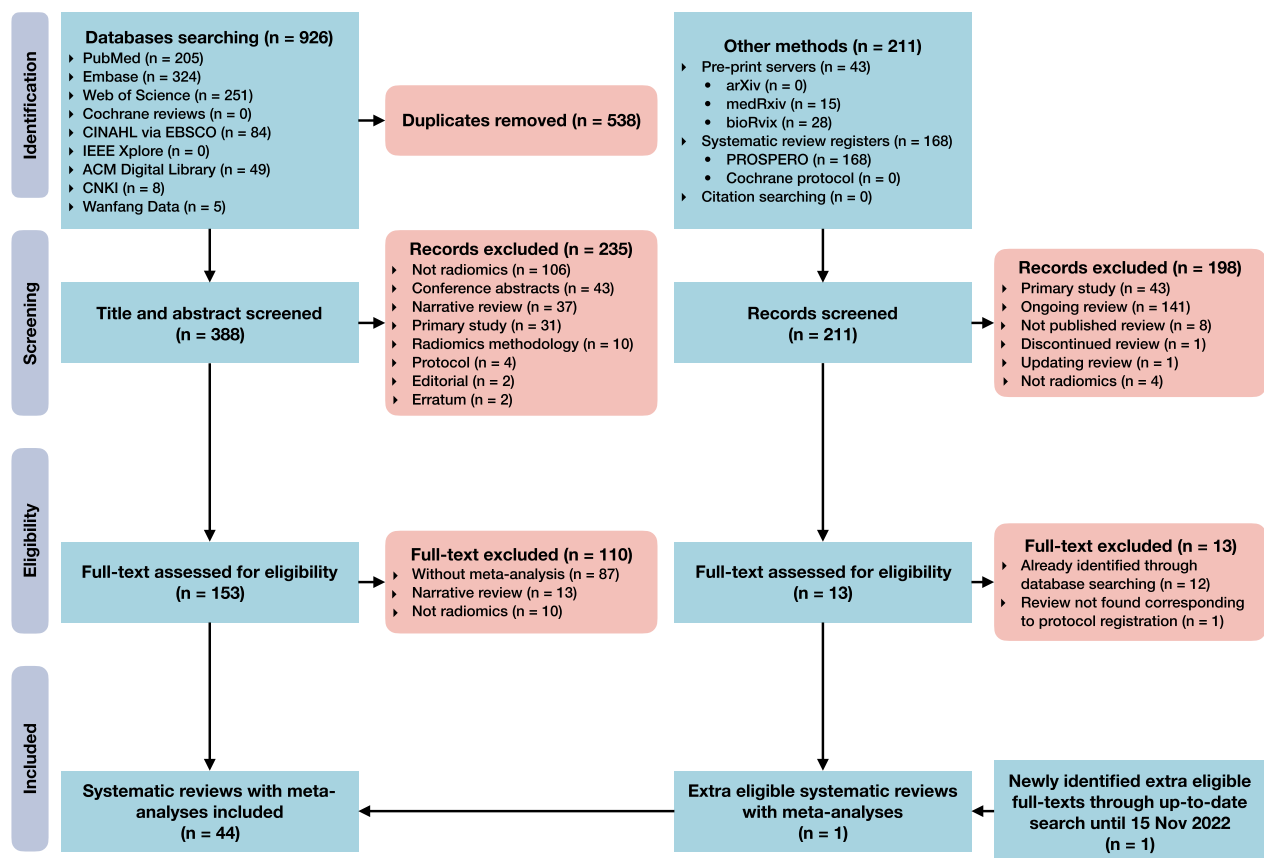 Identification
Databases searching (n = 926)
PubMed (n = 205)
Embase (n = 324)
Web of Science (n = 251)
Cochrane reviews (n = 0)
CINAHL via EBSCO (n = 84)
IEEE Xplore (n = 0)
ACM Digital Library (n = 49)
CNKI (n = 8)
Wanfang Data (n = 5)
Duplicates removed (n = 538)
Other methods (n = 211)
Pre-print servers (n = 43)
arXiv (n = 0)
medRxiv (n = 15)
bioRvix (n = 28)
Systematic review registers (n = 168)
PROSPERO (n = 168)
Cochrane protocol (n = 0)
Citation searching (n = 0)
Screening
Title and abstract screened
(n = 388)
Records excluded (n = 235)
Not radiomics (n = 106)
Conference abstracts (n = 43)
Narrative review (n = 37)
Primary study (n = 31)
Radiomics methodology (n = 10)
Protocol (n = 4)
Editorial (n = 2)
Erratum (n = 2)
Records screened
(n = 211)
Records excluded (n = 198)
Primary study (n = 43)
Ongoing review (n = 141)
Not published review (n = 8)
Discontinued review (n = 1)
Updating review (n = 1)
Not radiomics (n = 4)
Eligibility
Full-text assessed for eligibility
(n = 153)
Full-text excluded (n = 110)
Without meta-analysis (n = 87)
Narrative review (n = 13)
Not radiomics (n = 10)
Full-text assessed for eligibility
(n = 13)
Full-text excluded (n = 13)
Already identified through
database searching (n = 12)
Review not found corresponding
to protocol registration (n = 1)
Included
Systematic reviews with meta-
analyses included
(n = 44)
Extra eligible systematic reviews
with meta-analyses
(n = 1)
Newly identified extra eligible
full-texts through up-to-date
search until 15 Nov 2022
(n = 1)